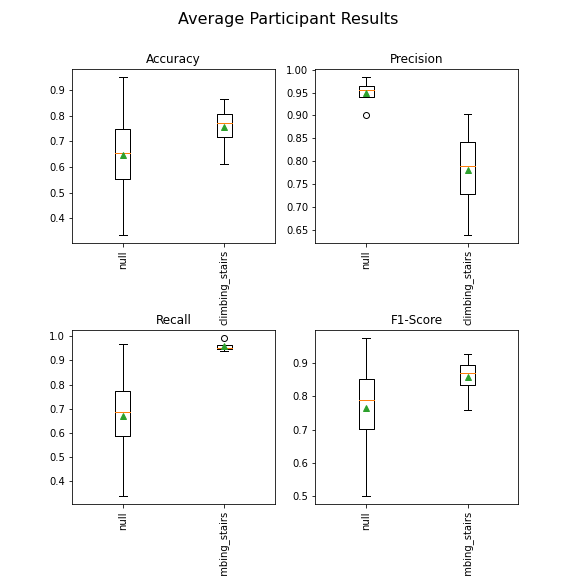 Average Participant Results
Accuracy
0.9
0.8
0.7
0.6
0.5
0.4
null
climbing_stairs
Precision
1.00
0.95
0.90
0.85
0.80
0.75
0.70
0.65
null
climbing_stairs
Recall
1.0
0.9
0.8
0.7
0.6
0.5
0.4
null
mbing_stairs
F1-Score
0.9
0.8
0.7
0.6
0.5
null
mbing_stairs